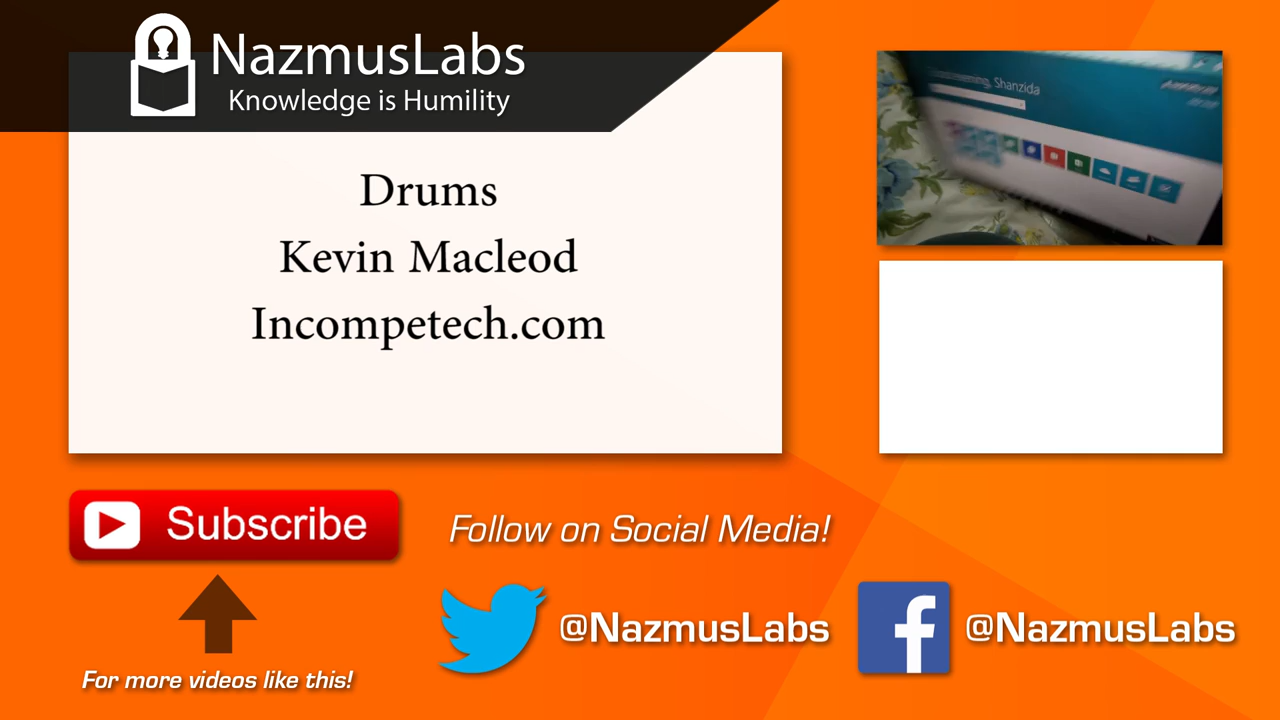 NazmusLabs
Knowledge is Humility
Drums
Kevin Macleod
Incompetech.com
Shanzida
Subscribe
For more videos like this!
Follow on Social Media!
@NazmusLabs
@NazmusLabs